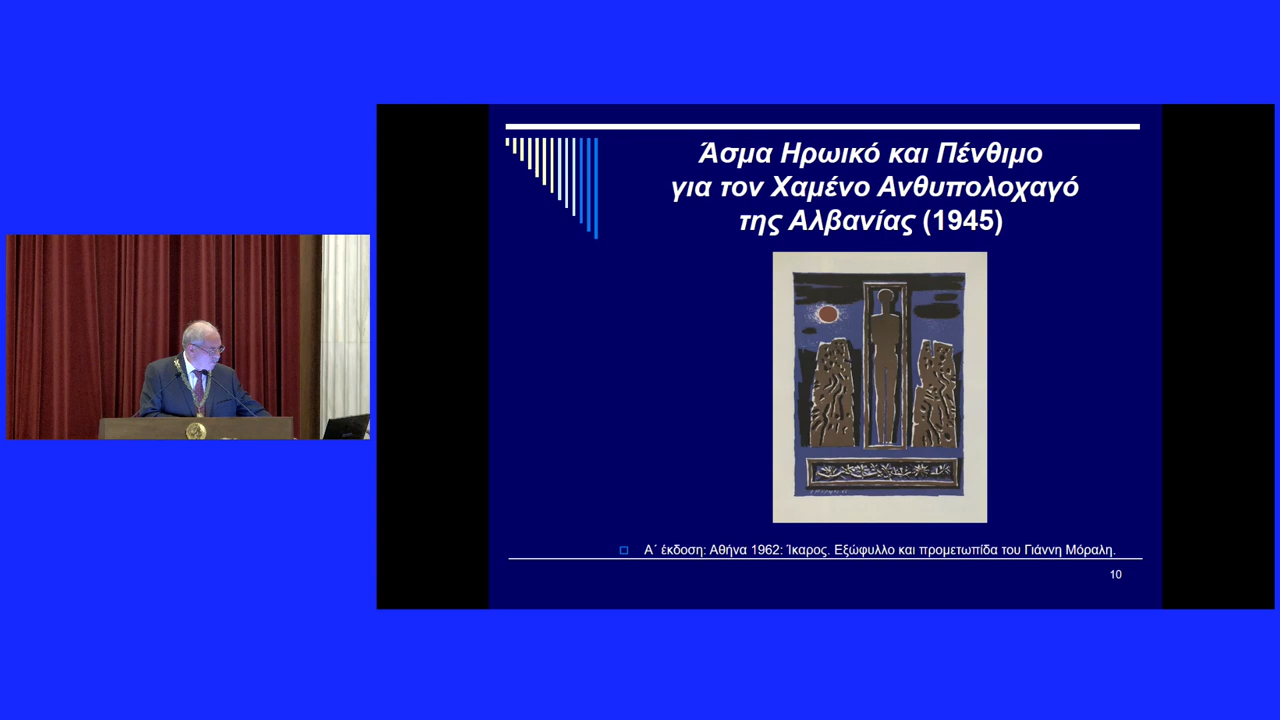 Άσμα Ηρωικό και Πένθιμο
για τον Χαμένο Ανθυπολοχαγό
της Αλβανίας (1945)
Α΄ έκδοση: Αθήνα 1962: Ίκαρος. Εξώφυλλο και προμετωπίδα του Γιάννη Μόραλη.
10